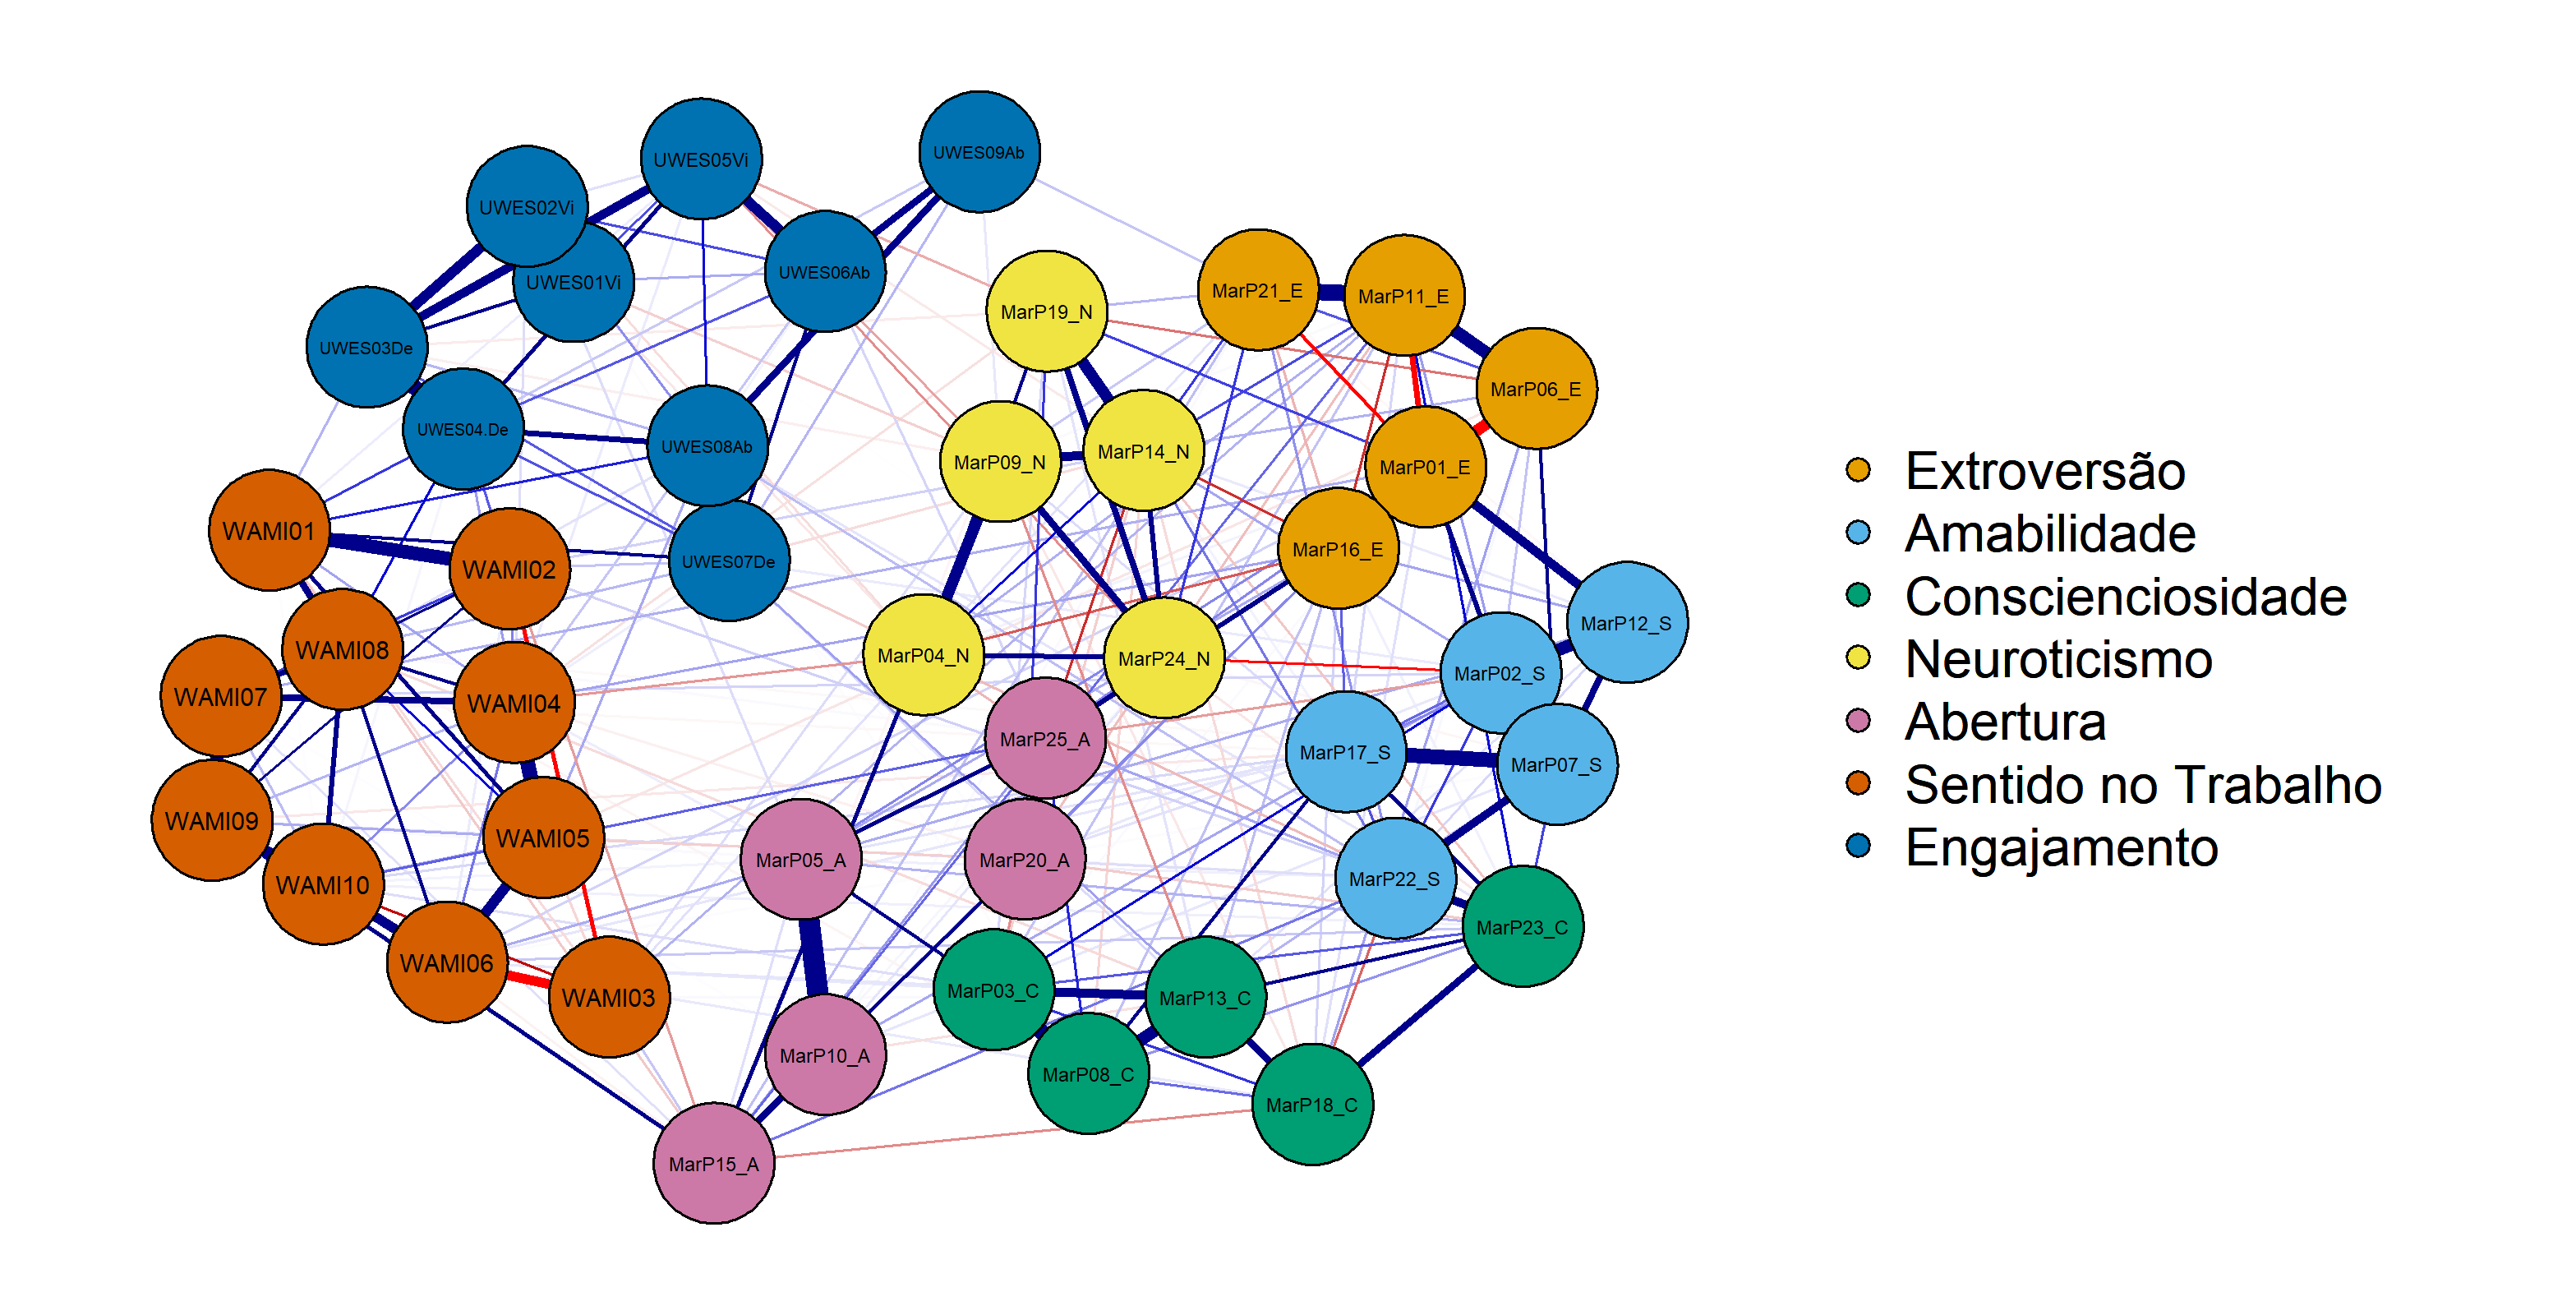 UWES09Ab
UWES05Vi
UWES02Vi
UWES06Ab
UWES01Vi
MarP21_E
MarP11_E
MarP19_N
UWES03De
MarP06_E
UWES04.De
UWES08Ab
MarP14_N
MarP09_N
MarP01_E
WAMI01
MarP16_E
UWES07De
WAMI02
MarP12_S
WAMI08
MarP04_N
MarP24_N
MarP02_S
WAMI07
WAMI04
MarP25_A
MarP17_S
MarP07_S
WAMI09
WAMI05
MarP05_A
MarP20_A
MarP22_S
WAMI10
MarP23_C
WAMI06
MarP03_C
WAMI03
MarP13_C
MarP10_A
MarP08_C
MarP18_C
MarP15_A
Extroversão
Amabilidade
Conscienciosidade
Neuroticismo
Abertura
Sentido no Trabalho
Engajamento